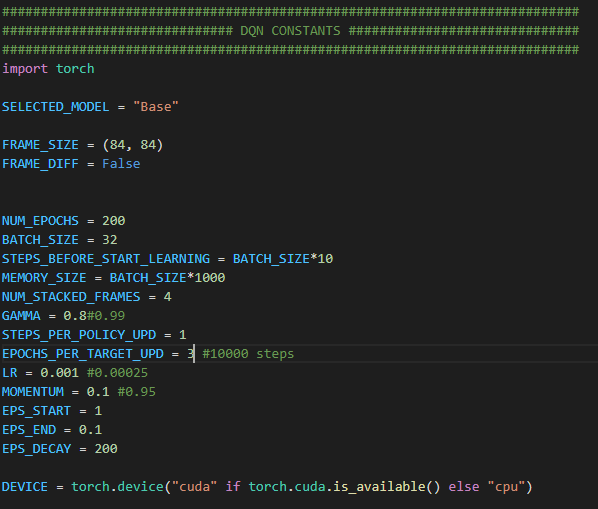 ###########################################################################
############################## DQN CONSTANTS ##############################
###########################################################################
import torch
SELECTED_MODEL = "Base"
FRAME_SIZE = (84, 84)
FRAME_DIFF = False
NUM_EPOCHS = 200
BATCH_SIZE = 32
STEPS_BEFORE_START_LEARNING = BATCH_SIZE*10
MEMORY_SIZE = BATCH_SIZE*1000
NUM_STACKED_FRAMES = 4
GAMMA = 0.8#0.99
STEPS_PER_POLICY_UPD = 1
EPOCHS_PER_TARGET_UPD = 3 #10000 steps
LR = 0.001 #0.00025
MOMENTUM = 0.1 #0.95
EPS_START = 1
EPS_END = 0.1
EPS_DECAY = 200
DEVICE = torch.device("cuda" if torch.cuda.is_available() else "cpu")